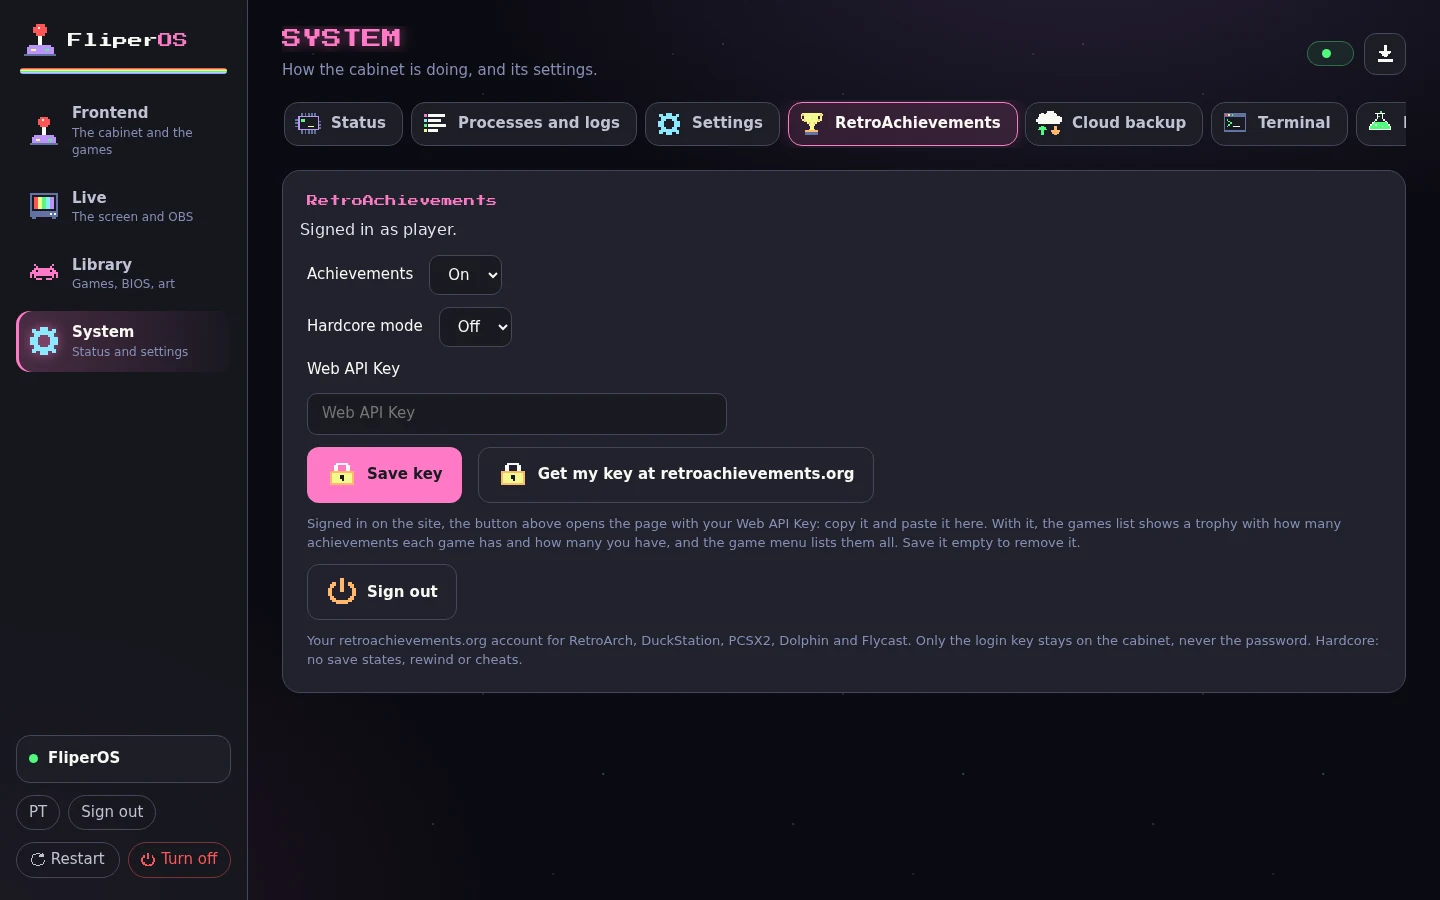 FliperOS
Frontend
The cabinet and the
games
Live
The screen and OBS
Library
Games, BIOS, art
System
Status and settings
FliperOS
PT
Sign out
Restart
Turn off
SYSTEM
How the cabinet is doing, and its settings.
Status
Processes and logs
Settings
RetroAchievements
Cloud backup
Terminal
RetroAchievements
Signed in as player.
Achievements
On
Hardcore mode
Off
Web API Key
Web API Key
Save key
Get my key at retroachievements.org
Signed in on the site, the button above opens the page with your Web API Key: copy it and paste it here. With it, the games list shows a trophy with how many
achievements each game has and how many you have, and the game menu lists them all. Save it empty to remove it.
Sign out
Your retroachievements.org account for RetroArch, DuckStation, PCSX2, Dolphin and Flycast. Only the login key stays on the cabinet, never the password. Hardcore:
no save states, rewind or cheats.